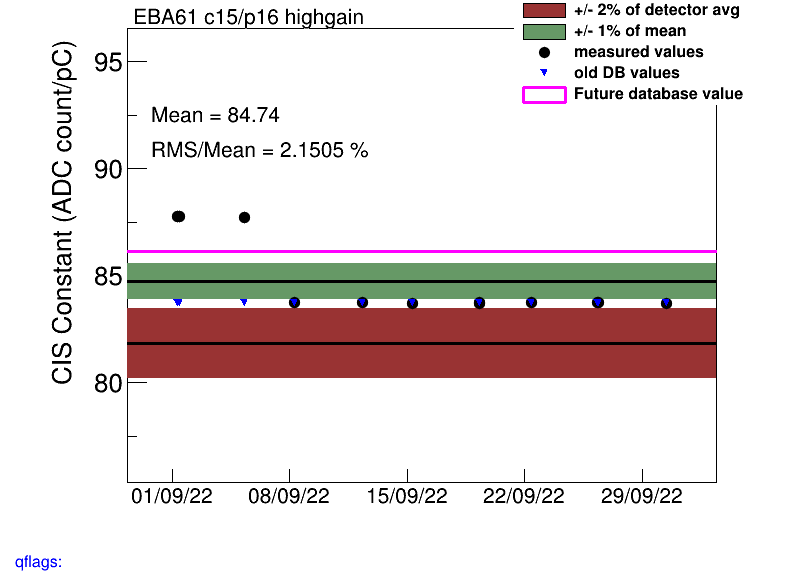 EBA61 c15/p16 highgain
+/- 2% of detector avg
+/- 1% of mean
measured values
old DB values
Future database value
Mean = 84.74
RMS/Mean = 2.1505 %
CIS Constant (ADC count/pC)
95
90
85
80
01/09/22 08/09/22 15/09/22 22/09/22 29/09/22
qflags: